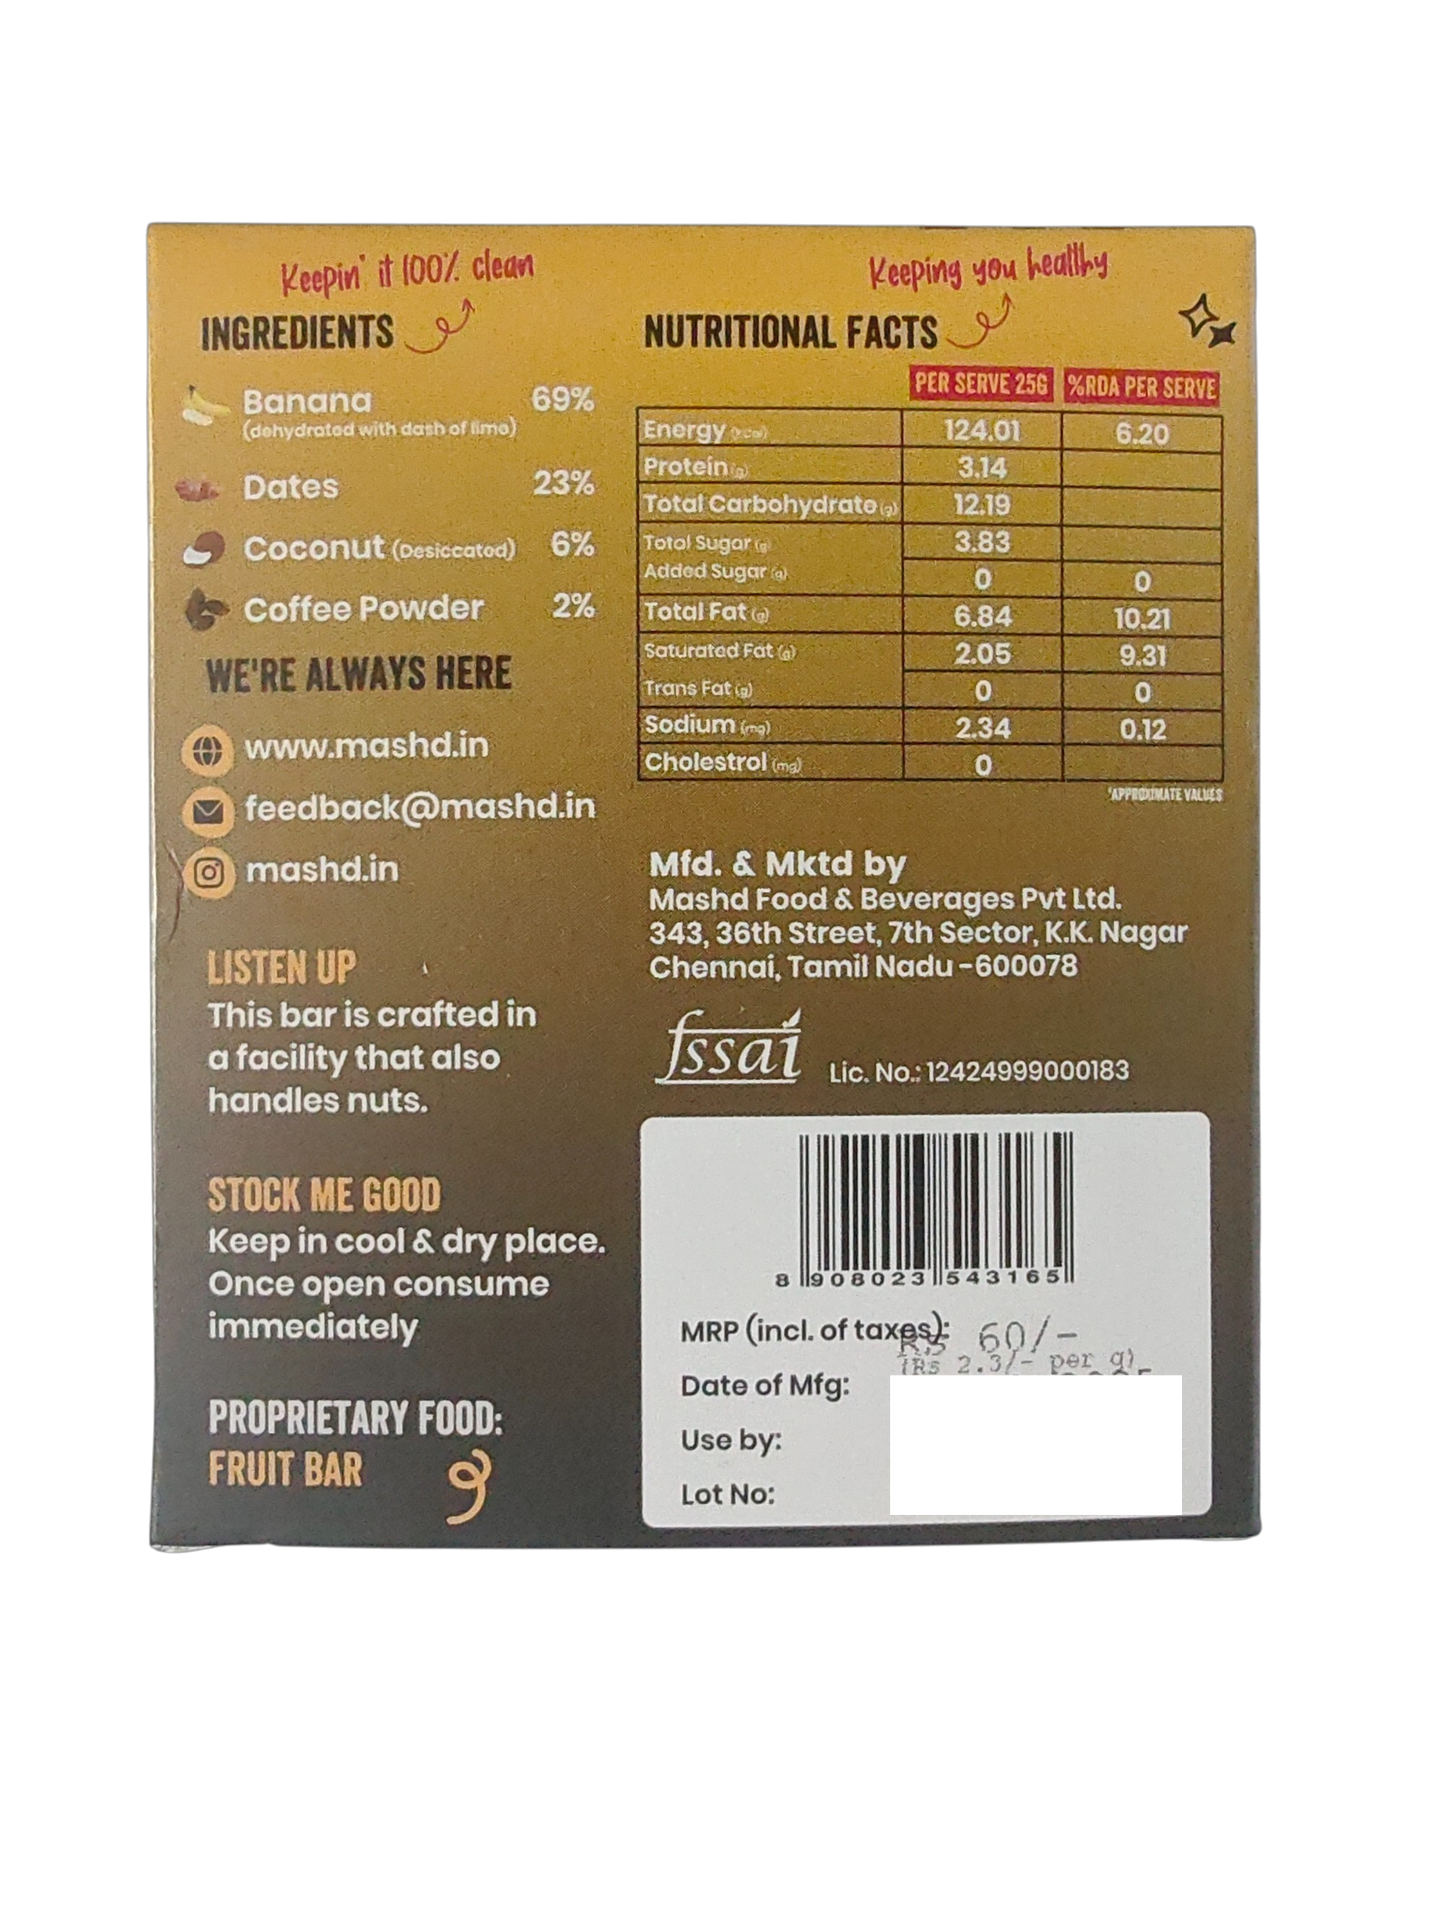 Keepin' it 100% clean
INGREDIENTS
Banana 69%
(dehydrated with dash of lime)
Dates 23%
Coconut (Desiccated) 6%
Coffee Powder 2%
WE'RE ALWAYS HERE
www.mashd.in
feedback@mashd.in
mashd.in
LISTEN UP
This bar is crafted in
a facility that also
handles nuts.
STOCK ME GOOD
Keep in cool & dry place.
Once open consume
immediately
PROPRIETARY FOOD:
FRUIT BAR
Keeping you healthy
NUTRITIONAL FACTS
PER SERVE 25G %RDA PER SERVE
Energy (kcal) 124.01 6.20
Protein (g) 3.14
Total Carbohydrate (g) 12.19
Total Sugar (g) 3.83
Added Sugar (g) 0 0
Total Fat (g) 6.84 10.21
Saturated Fat (g) 2.05 9.31
Trans Fat (g) 0 0
Sodium (mg) 2.34 0.12
Cholestrol (mg) 0
*APPROXIMATE VALUES
Mfd. & Mktd by
Mashd Food & Beverages Pvt Ltd.
343, 36th Street, 7th Sector, K.K. Nagar
Chennai, Tamil Nadu -600078
fssai Lic. No.: 12424999000183
8 908023 543165
MRP (incl. of taxes): RS 60/-
(RS 2.3/- per g)
Date of Mfg:
Use by:
Lot No: